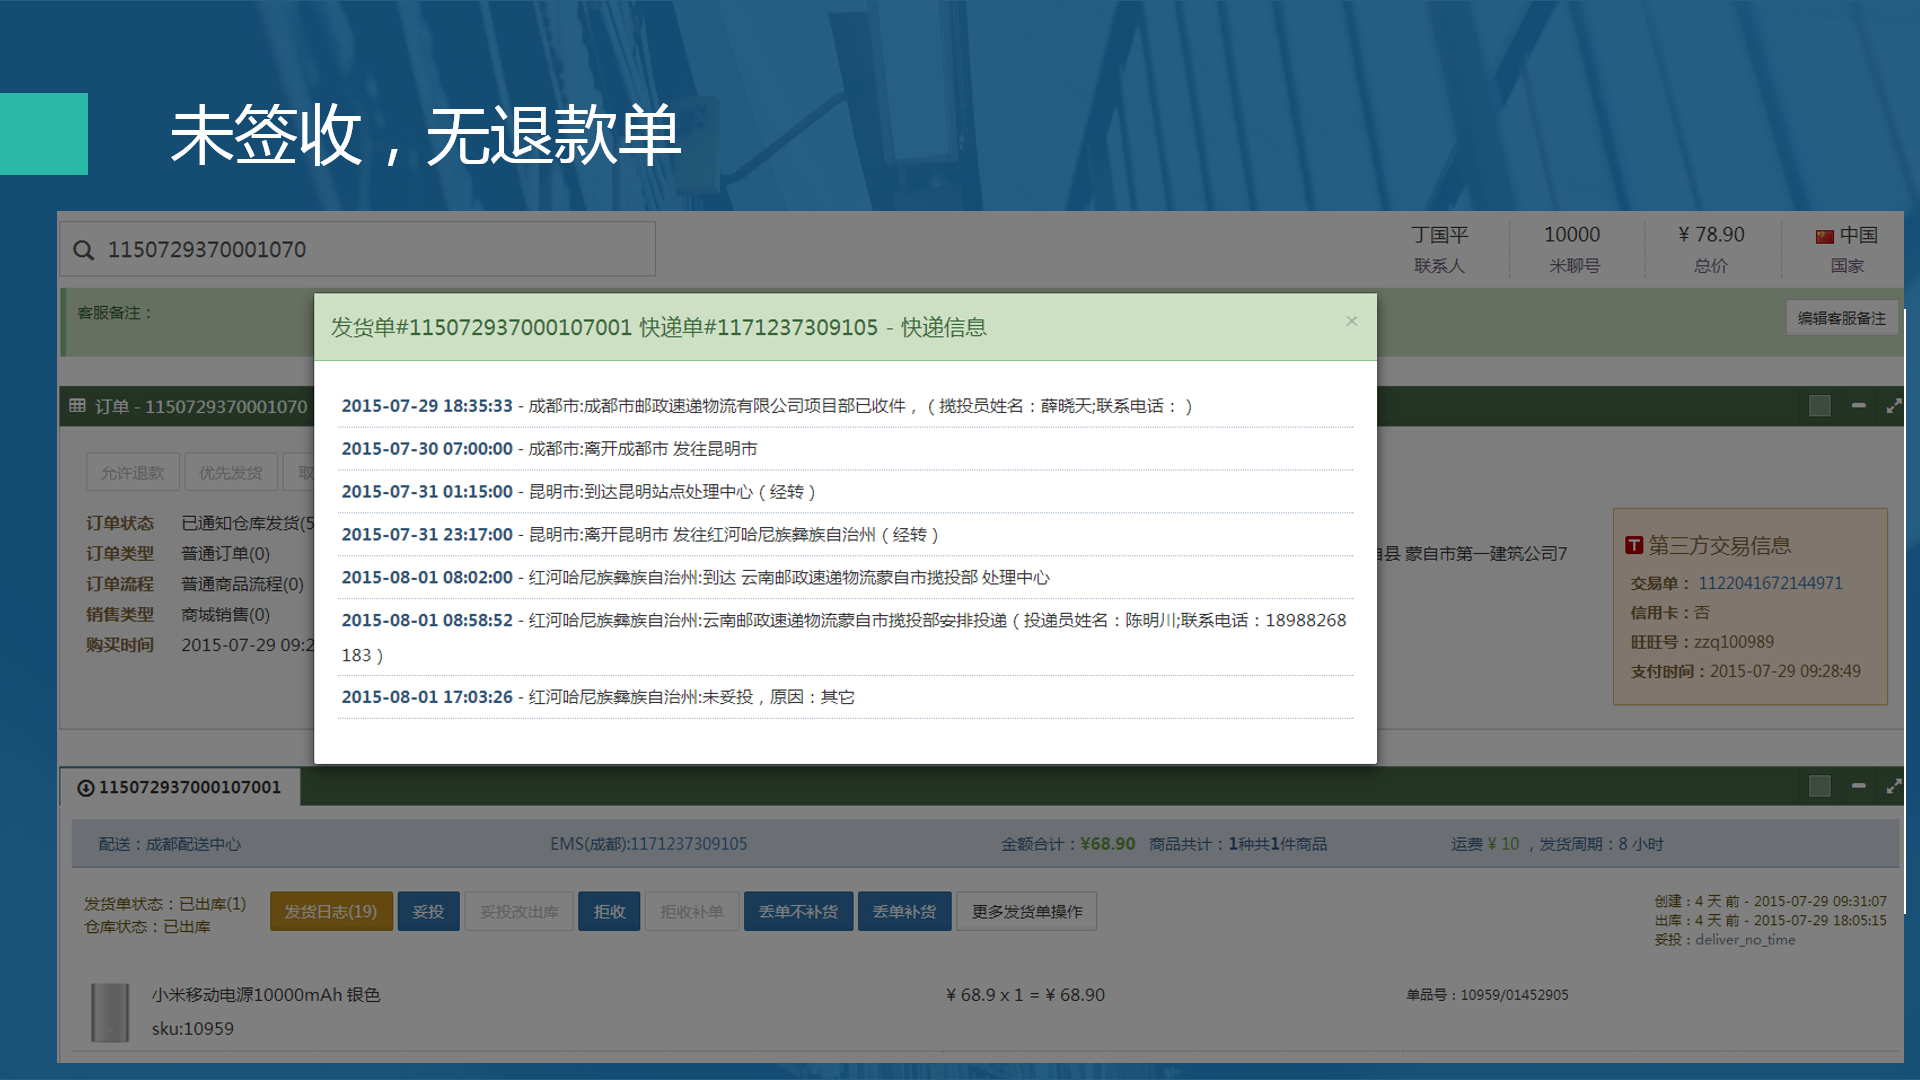 未签收，无退款单
1150729370001070
丁国平
10000
¥ 78.90
中国
联系人
米聊号
总价
国家
客服备注：
编辑客服备注
发货单#115072937000107001 快递单#1171237309105 - 快递信息
×
2015-07-29 18:35:33 - 成都市:成都市邮政速递物流有限公司项目部已收件，（揽投员姓名：薛晓天;联系电话：）
2015-07-30 07:00:00 - 成都市:离开成都市 发往昆明市
2015-07-31 01:15:00 - 昆明市:到达昆明站点处理中心（经转）
2015-07-31 23:17:00 - 昆明市:离开昆明市 发往红河哈尼族彝族自治州（经转）
2015-08-01 08:02:00 - 红河哈尼族彝族自治州:到达 云南邮政速递物流蒙自市揽投部 处理中心
2015-08-01 08:58:52 - 红河哈尼族彝族自治州:云南邮政速递物流蒙自市揽投部安排投递（投递员姓名：陈明川;联系电话：18988268
183）
2015-08-01 17:03:26 - 红河哈尼族彝族自治州:未妥投，原因：其它
订单 - 1150729370001070
允许退款
优先发货
取
订单状态 已通知仓库发货(5
订单类型 普通订单(0)
订单流程 普通商品流程(0)
销售类型 商城销售(0)
购买时间 2015-07-29 09:2
县 蒙自市第一建筑公司7
T 第三方交易信息
交易单：1122041672144971
信用卡：否
旺旺号：zzq100989
支付时间：2015-07-29 09:28:49
115072937000107001
配送：成都配送中心
EMS(成都):1171237309105
金额合计：¥68.90 商品共计：1种共1件商品
运费 ¥ 10 ，发货周期：8 小时
发货单状态：已出库(1)
仓库状态：已出库
发货日志(19)
妥投
妥投改出库
拒收
拒收补单
丢单不补货
丢单补货
更多发货单操作
创建：4 天 前 - 2015-07-29 09:31:07
出库：4 天 前 - 2015-07-29 18:05:15
妥投：deliver_no_time
小米移动电源10000mAh 银色
¥ 68.9 x 1 = ¥ 68.90
单品号：10959/01452905
sku:10959